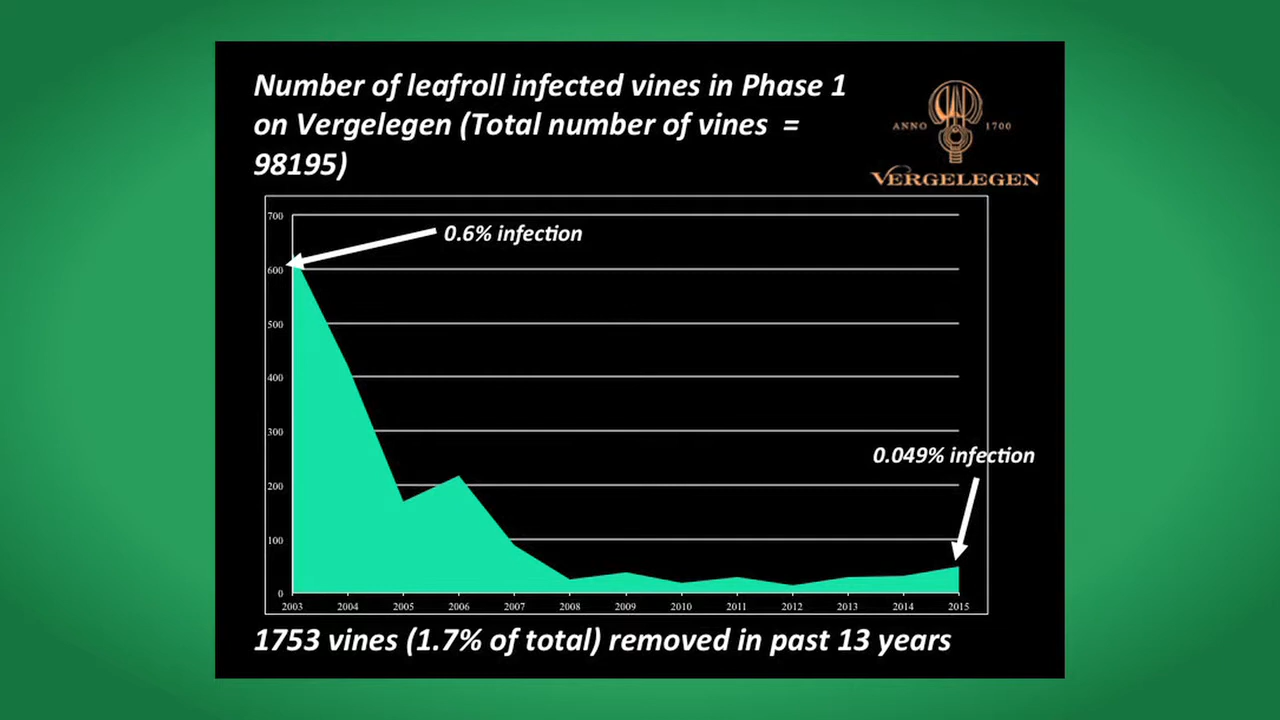 Number of leafroll infected vines in Phase 1
on Vergelegen (Total number of vines =
98195)
ANNO 1700
VERGELEGEN
700
0.6% infection
600
500
400
300
0.049% infection
200
100
0
2003 2004 2005 2006 2007 2008 2009 2010 2011 2012 2013 2014 2015
1753 vines (1.7% of total) removed in past 13 years